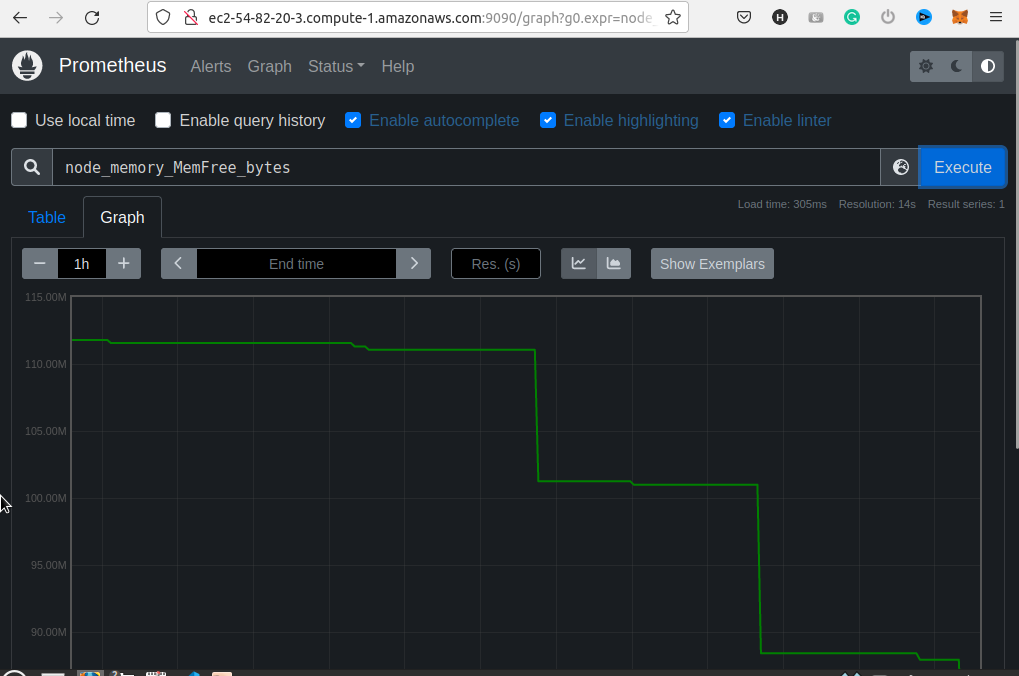 ec2-54-82-20-3.compute-1.amazonaws.com:9090/graph?g0.expr=node_
Prometheus Alerts Graph Status Help
Use local time Enable query history Enable autocomplete Enable highlighting Enable linter
node_memory_MemFree_bytes Execute
Load time: 305ms Resolution: 14s Result series: 1
Table Graph
1h End time Res. (s) Show Exemplars
115.00M
110.00M
105.00M
100.00M
95.00M
90.00M